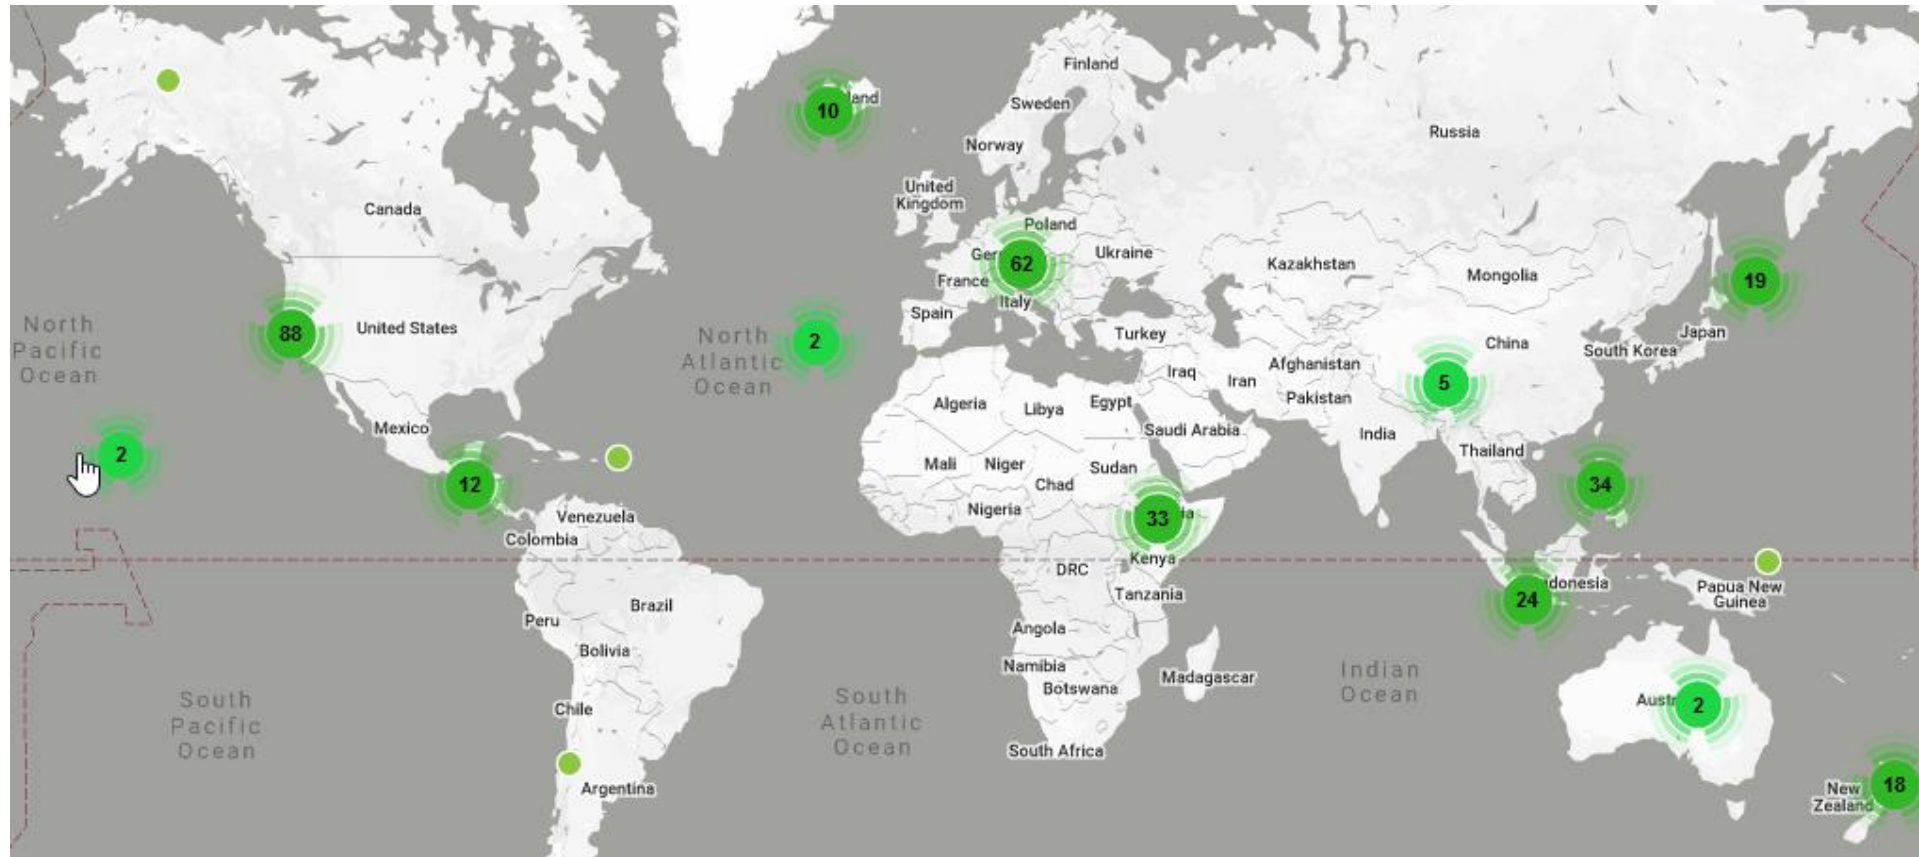 Finland
10
land
Sweden
Russia
Norway
United
Kingdom
Canada
Poland
Ukraine
Ger
62
Kazakhstan
Mongolia
19
France
Italy
Spain
North
Pacific
Ocean
88
United States
North
Atlantic
Ocean
2
Turkey
China
Japan
South Korea
Afghanistan
Iraq
Iran
5
Pakistan
Algeria
Libya
Egypt
Mexico
Saudi Arabia
India
Thailand
2
12
Mali
Niger
Sudan
Chad
34
Nigeria
33
ia
Venezuela
Colombia
Kenya
DRC
Tanzania
24
donesia
Papua New
Guinea
Brazil
Peru
Angola
Bolivia
Namibia
Madagascar
Botswana
Indian
Ocean
Austr
2
South
Pacific
Ocean
Chile
South
Atlantic
Ocean
South Africa
Argentina
New
Zealand
18